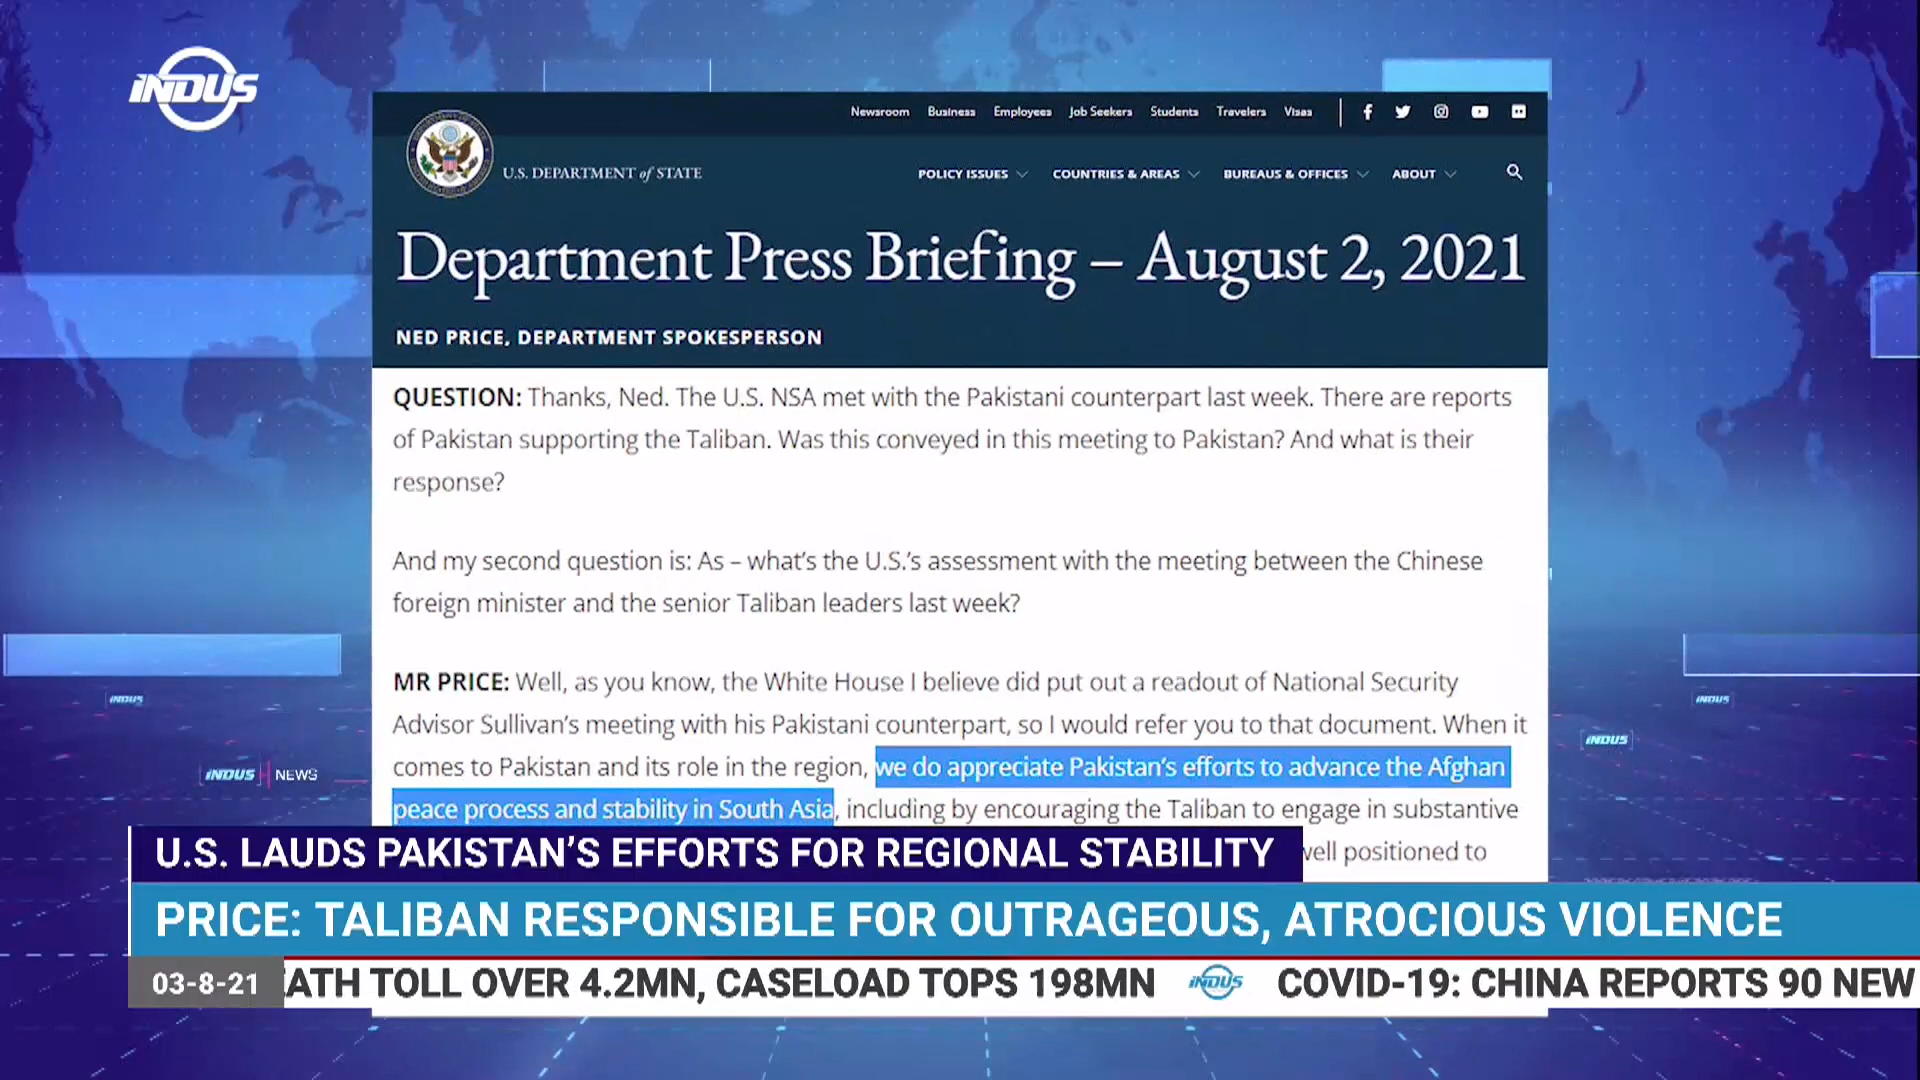 iNDUS
Newsroom Business Employees Job Seekers Students Travelers Visas
U.S. DEPARTMENT of STATE
POLICY ISSUES COUNTRIES & AREAS BUREAUS & OFFICES ABOUT
Department Press Briefing – August 2, 2021
NED PRICE, DEPARTMENT SPOKESPERSON
QUESTION: Thanks, Ned. The U.S. NSA met with the Pakistani counterpart last week. There are reports
of Pakistan supporting the Taliban. Was this conveyed in this meeting to Pakistan? And what is their
response?
And my second question is: As – what's the U.S.'s assessment with the meeting between the Chinese
foreign minister and the senior Taliban leaders last week?
MR PRICE: Well, as you know, the White House I believe did put out a readout of National Security
Advisor Sullivan's meeting with his Pakistani counterpart, so I would refer you to that document. When it
comes to Pakistan and its role in the region, we do appreciate Pakistan's efforts to advance the Afghan
peace process and stability in South Asia, including by encouraging the Taliban to engage in substantive
well positioned to
iNDUS
iNDUS
iNDUS
iNDUS NEWS
U.S. LAUDS PAKISTAN'S EFFORTS FOR REGIONAL STABILITY
PRICE: TALIBAN RESPONSIBLE FOR OUTRAGEOUS, ATROCIOUS VIOLENCE
03-8-21 EATH TOLL OVER 4.2MN, CASELOAD TOPS 198MN iNDUS COVID-19: CHINA REPORTS 90 NEW